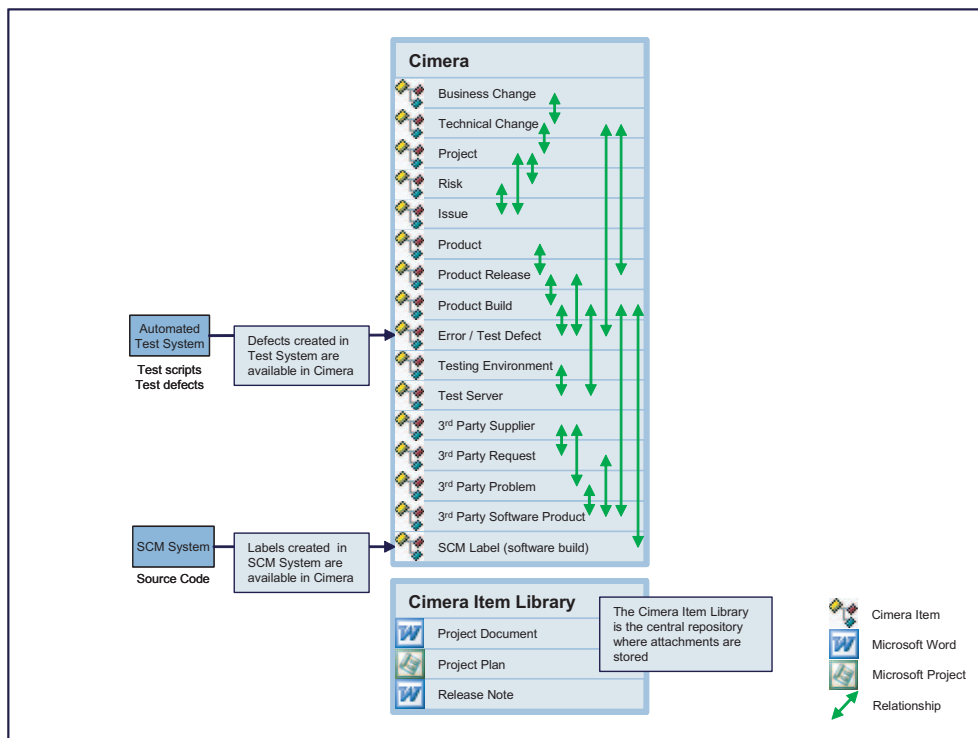 Cimera
Business Change
Technical Change
Project
Risk
Issue
Product
Product Release
Product Build
Error / Test Defect
Testing Environment
Test Server
3rd Party Supplier
3rd Party Request
3rd Party Problem
3rd Party Software Product
SCM Label (software build)
Automated
Test System
Test scripts
Test defects
Defects created in
Test System are
available in Cimera
SCM System
Source Code
Labels created in
SCM System are
available in Cimera
Cimera Item Library
Project Document
Project Plan
Release Note
The Cimera Item Library
is the central repository
where attachments are
stored
Cimera Item
Microsoft Word
Microsoft Project
Relationship